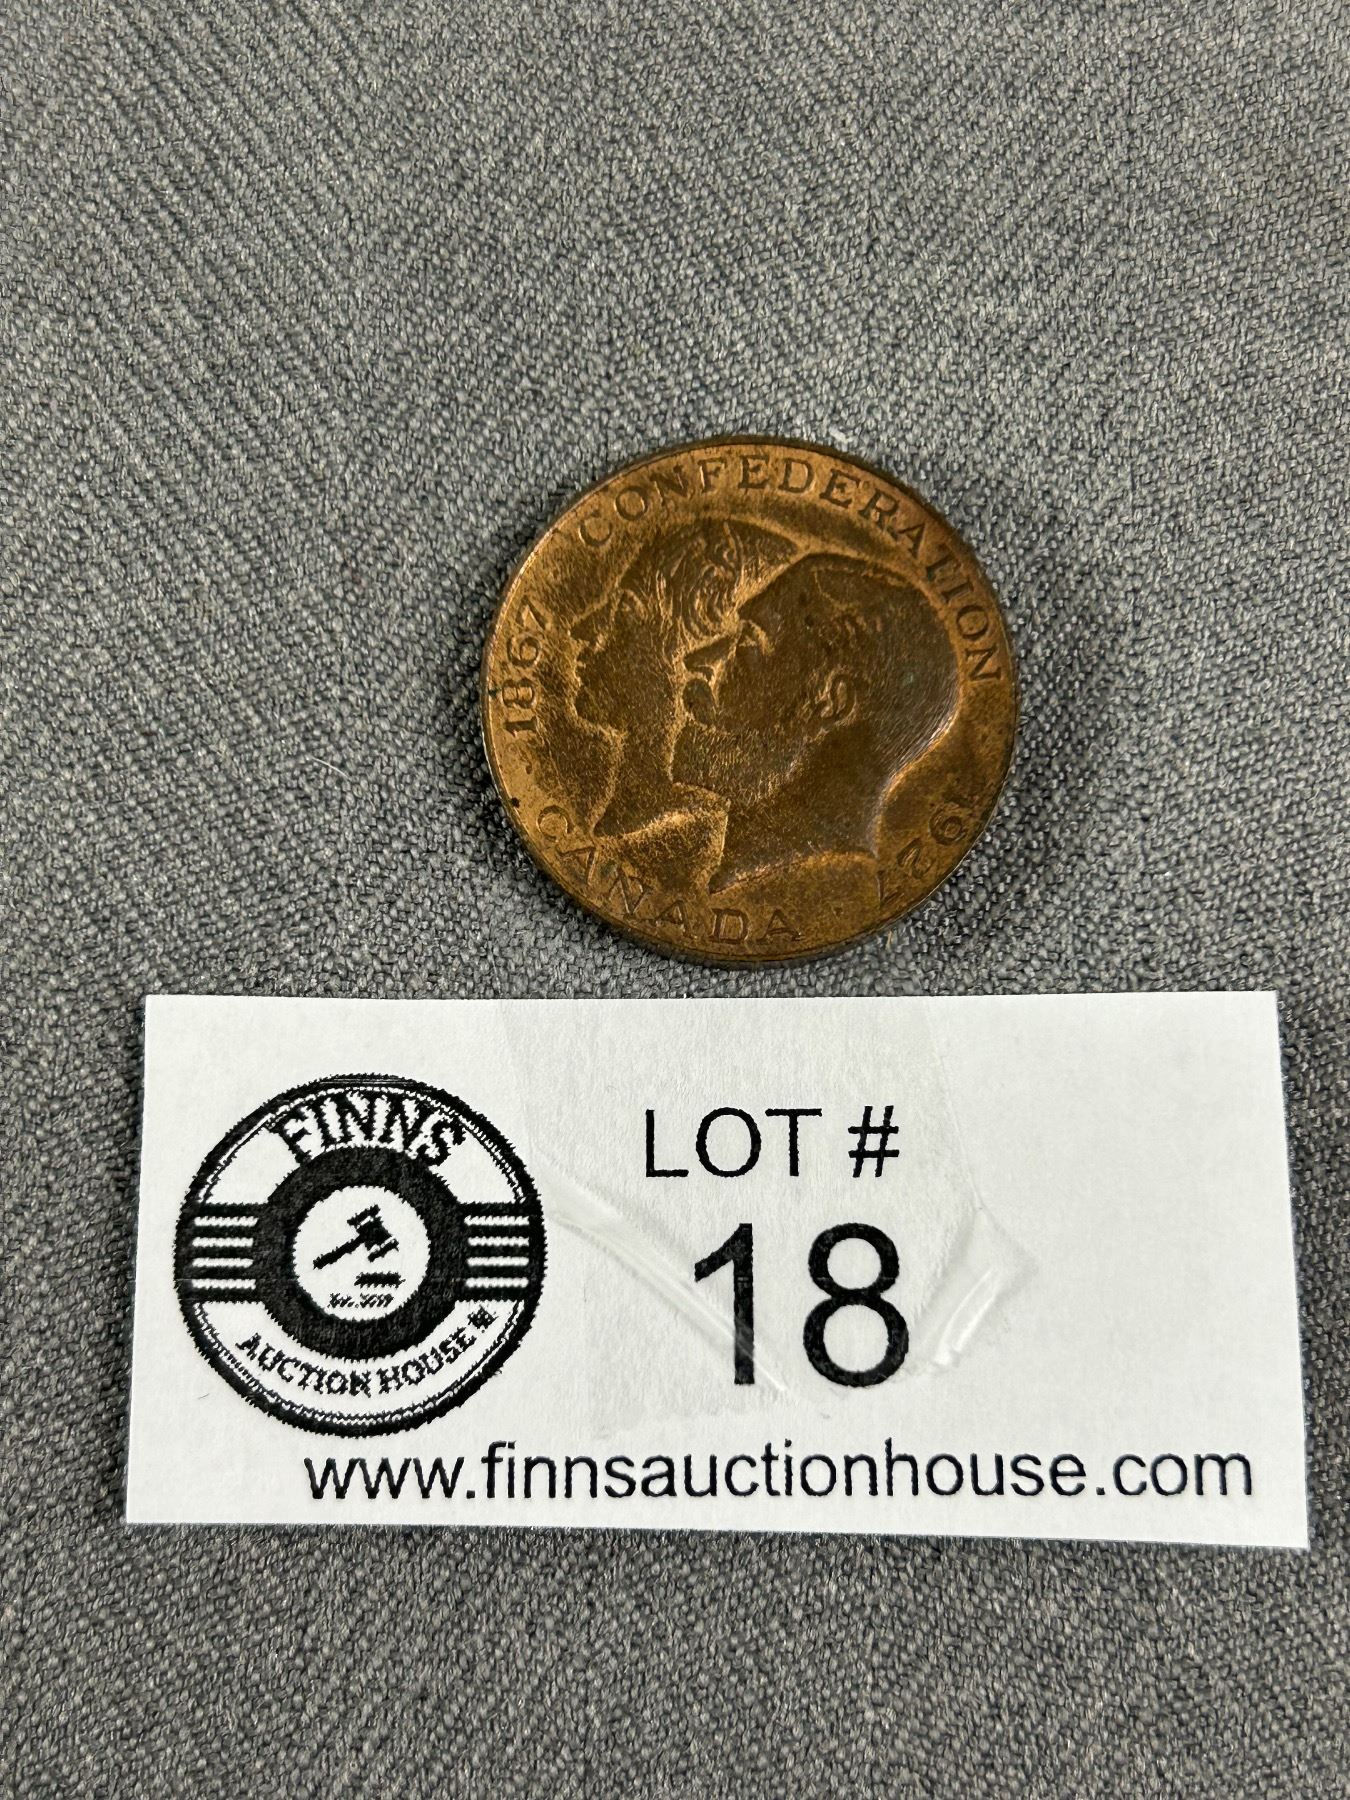 CONFEDERATION
1867
1927
CANADA
FINNS
AUCTION HOUSE
LOT #
18
www.finnsauctionhouse.com